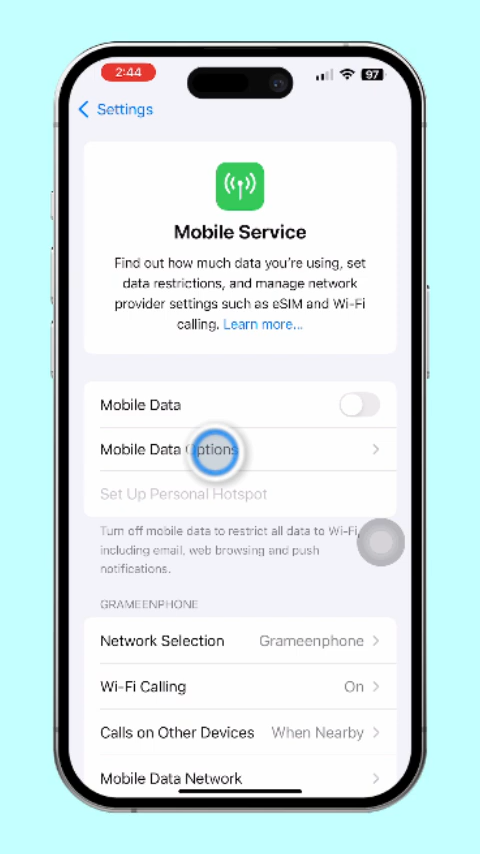 2:44
97
Settings
Mobile Service
Find out how much data you're using, set
data restrictions, and manage network
provider settings such as eSIM and Wi-Fi
calling. Learn more...
Mobile Data
Mobile Data Options
Set Up Personal Hotspot
Turn off mobile data to restrict all data to Wi-Fi,
including email, web browsing and push
notifications.
GRAMEENPHONE
Network Selection Grameenphone
Wi-Fi Calling On
Calls on Other Devices When Nearby
Mobile Data Network